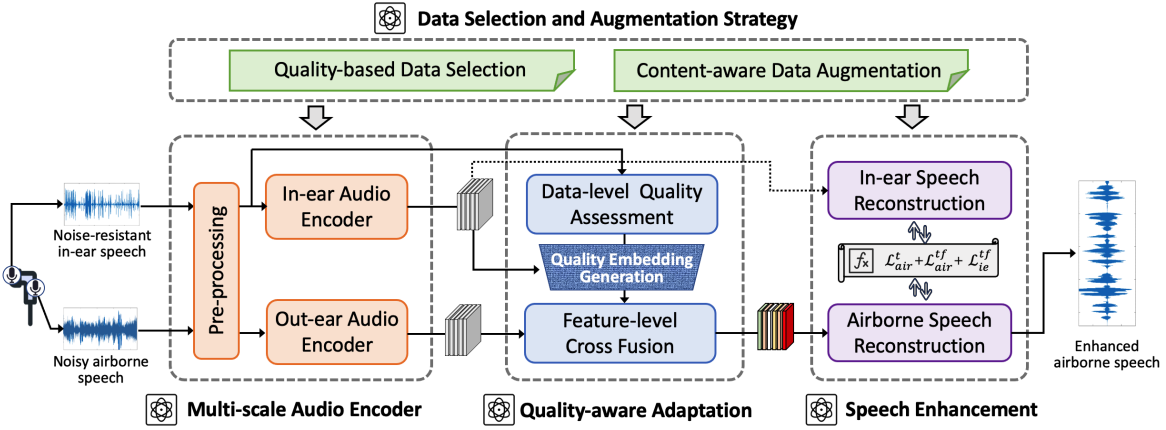 Data Selection and Augmentation Strategy
Quality-based Data Selection
Content-aware Data Augmentation
Noise-resistant
in-ear speech
Noisy airborne
speech
Pre-processing
In-ear Audio
Encoder
Out-ear Audio
Encoder
Data-level Quality
Assessment
Quality Embedding
Generation
Feature-level
Cross Fusion
In-ear Speech
Reconstruction
fx ℒ^t_air + ℒ^tf_air + ℒ^tf_ie
Airborne Speech
Reconstruction
Enhanced
airborne speech
Multi-scale Audio Encoder
Quality-aware Adaptation
Speech Enhancement